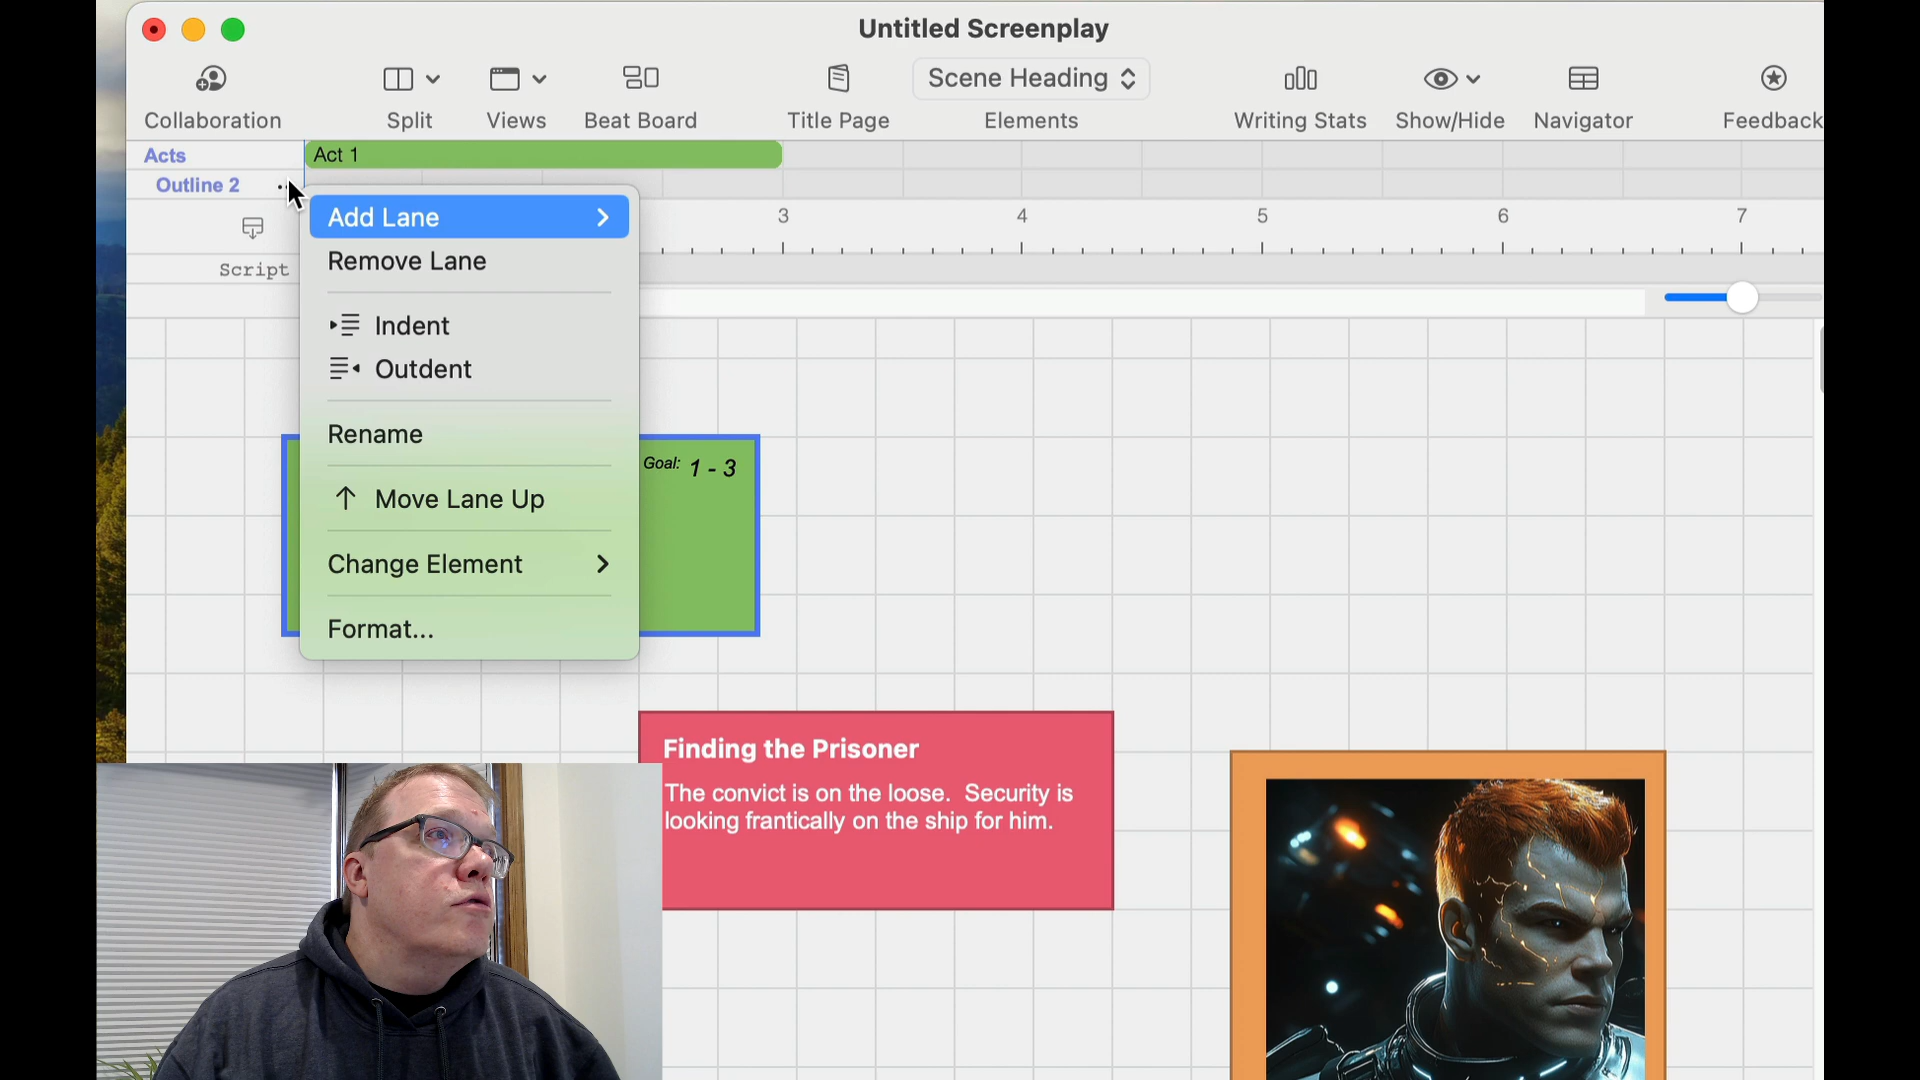 Untitled Screenplay
Scene Heading
Collaboration
Split
Views
Beat Board
Title Page
Elements
Writing Stats
Show/Hide
Navigator
Feedback
Acts
Act 1
Outline 2
3
4
5
6
7
Script
Add Lane
Remove Lane
Indent
Outdent
Rename
Move Lane Up
Change Element
Format...
Goal: 1 - 3
Finding the Prisoner
The convict is on the loose. Security is
looking frantically on the ship for him.